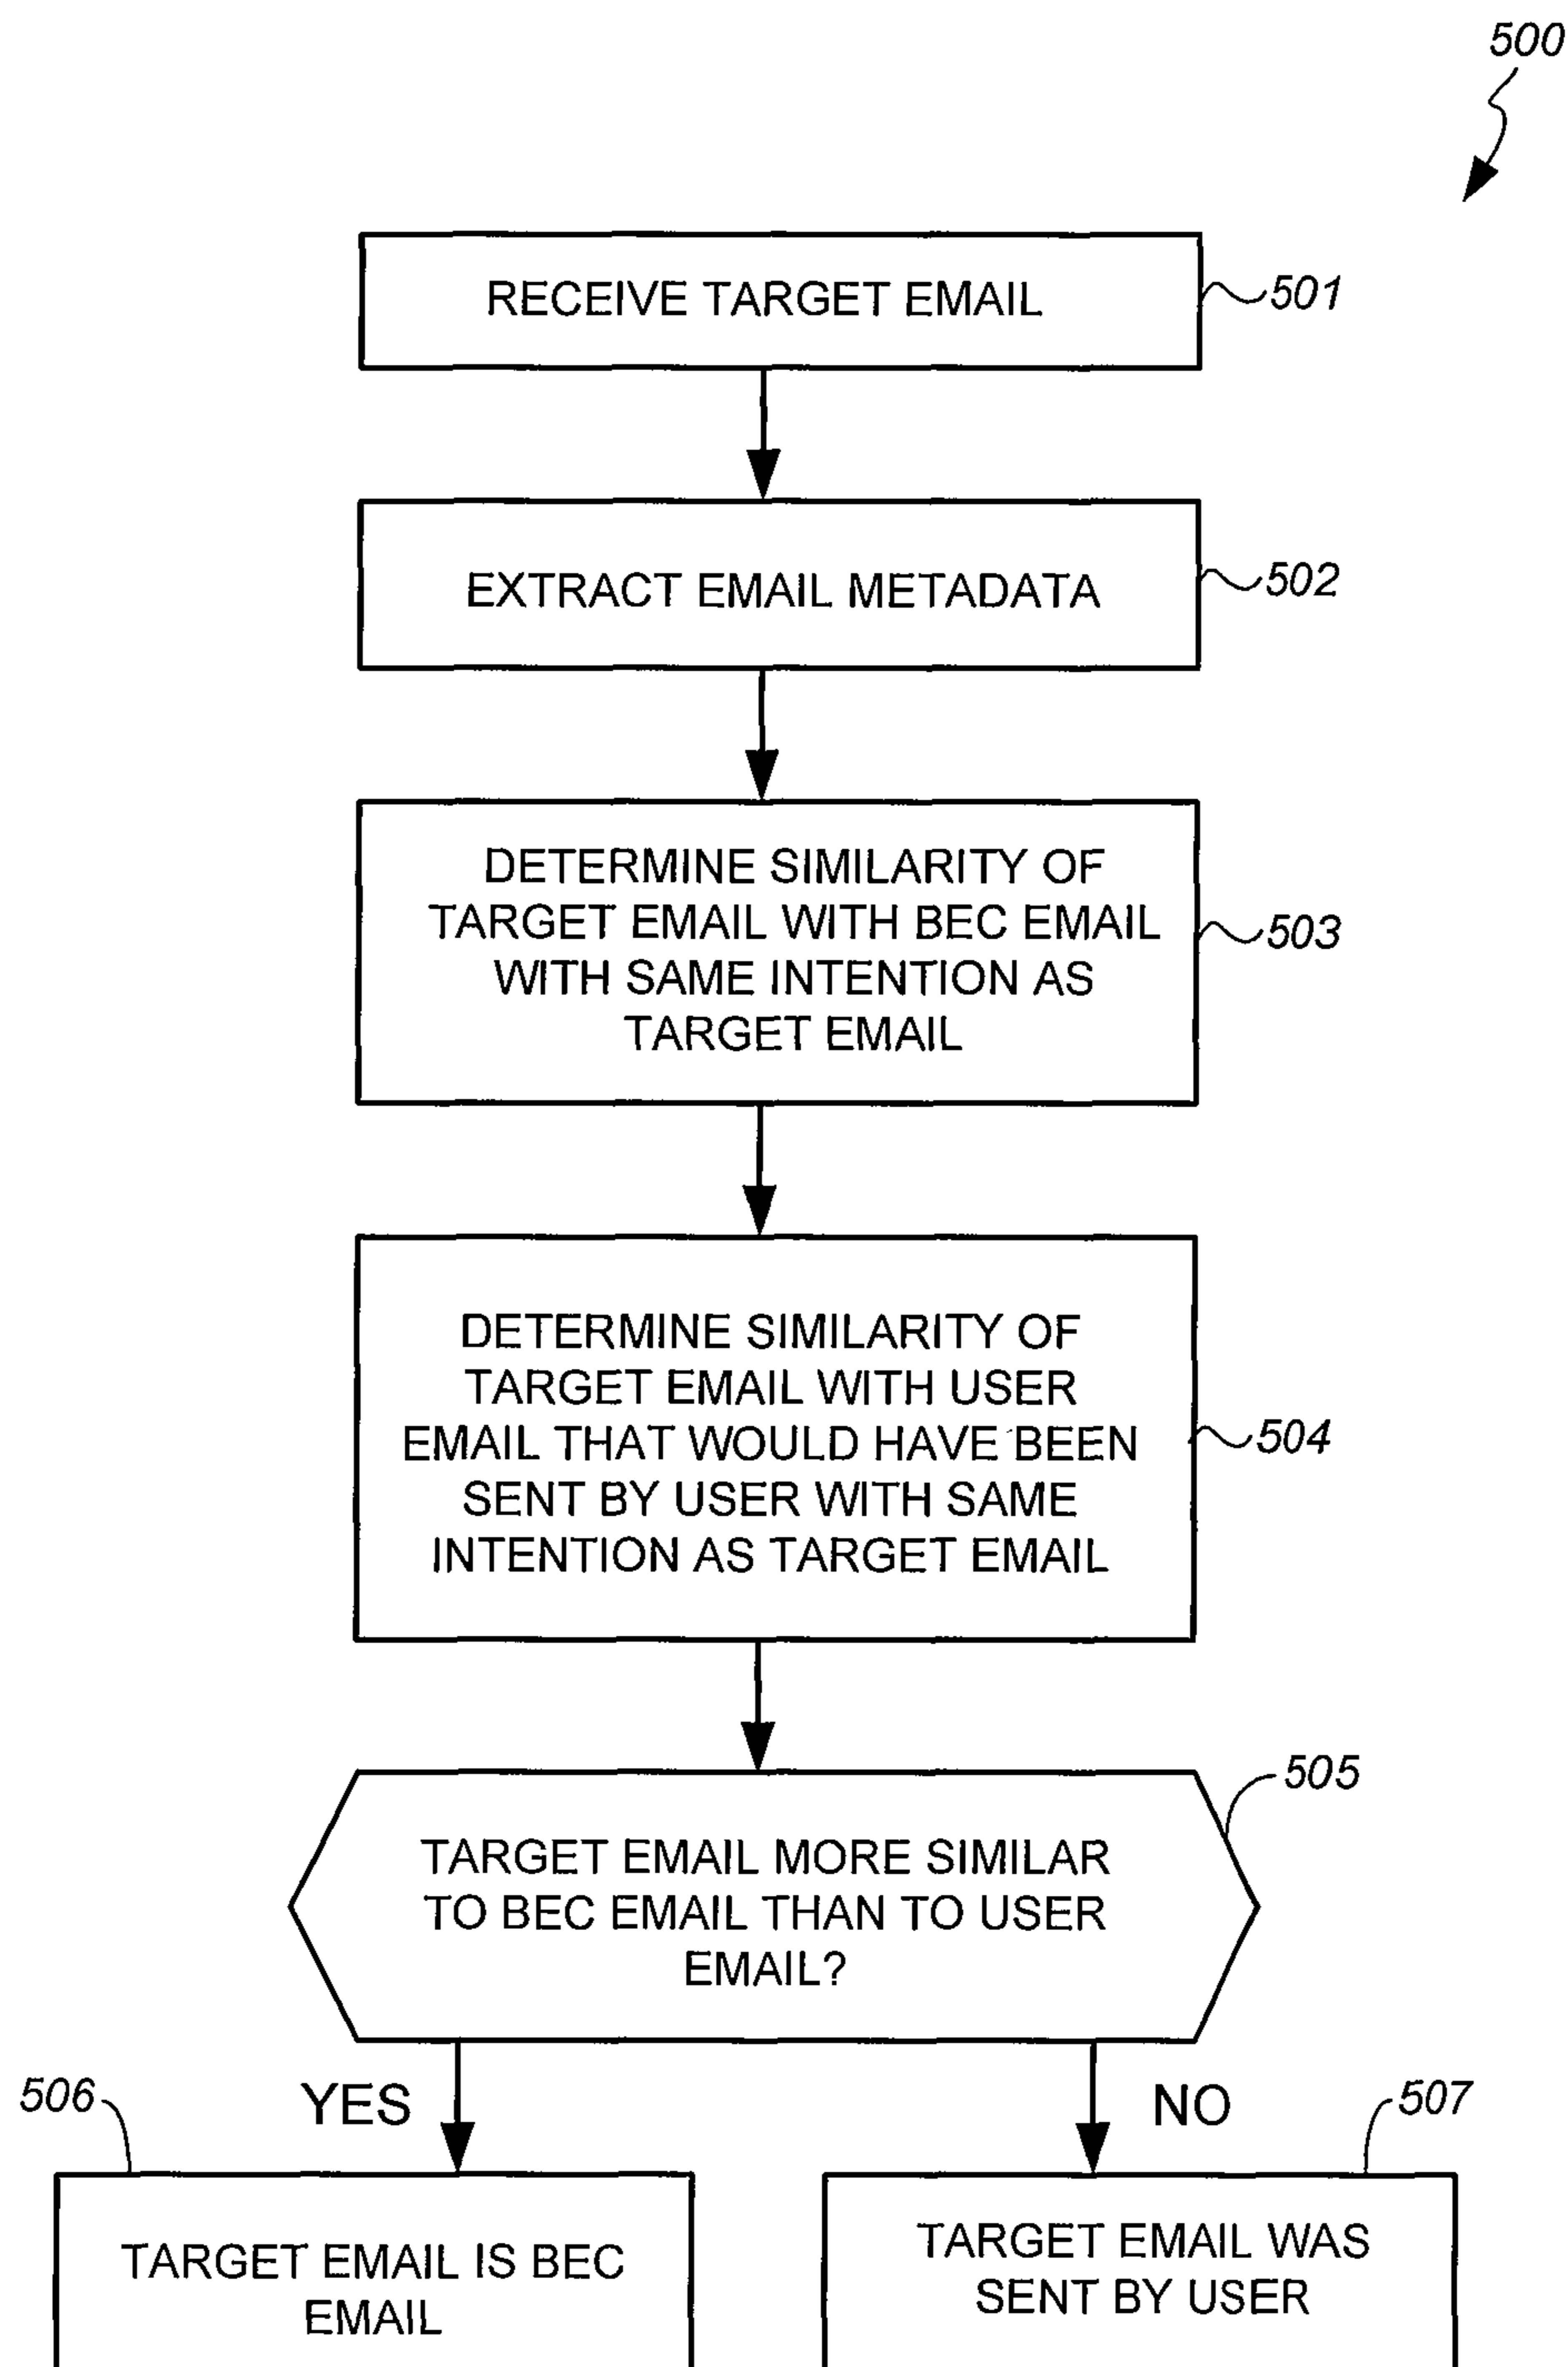 500
RECEIVE TARGET EMAIL
501
EXTRACT EMAIL METADATA
502
DETERMINE SIMILARITY OF
TARGET EMAIL WITH BEC EMAIL
WITH SAME INTENTION AS
TARGET EMAIL
503
DETERMINE SIMILARITY OF
TARGET EMAIL WITH USER
EMAIL THAT WOULD HAVE BEEN
SENT BY USER WITH SAME
INTENTION AS TARGET EMAIL
504
505
TARGET EMAIL MORE SIMILAR
TO BEC EMAIL THAN TO USER
EMAIL?
506
YES
NO
507
TARGET EMAIL IS BEC
EMAIL
TARGET EMAIL WAS
SENT BY USER